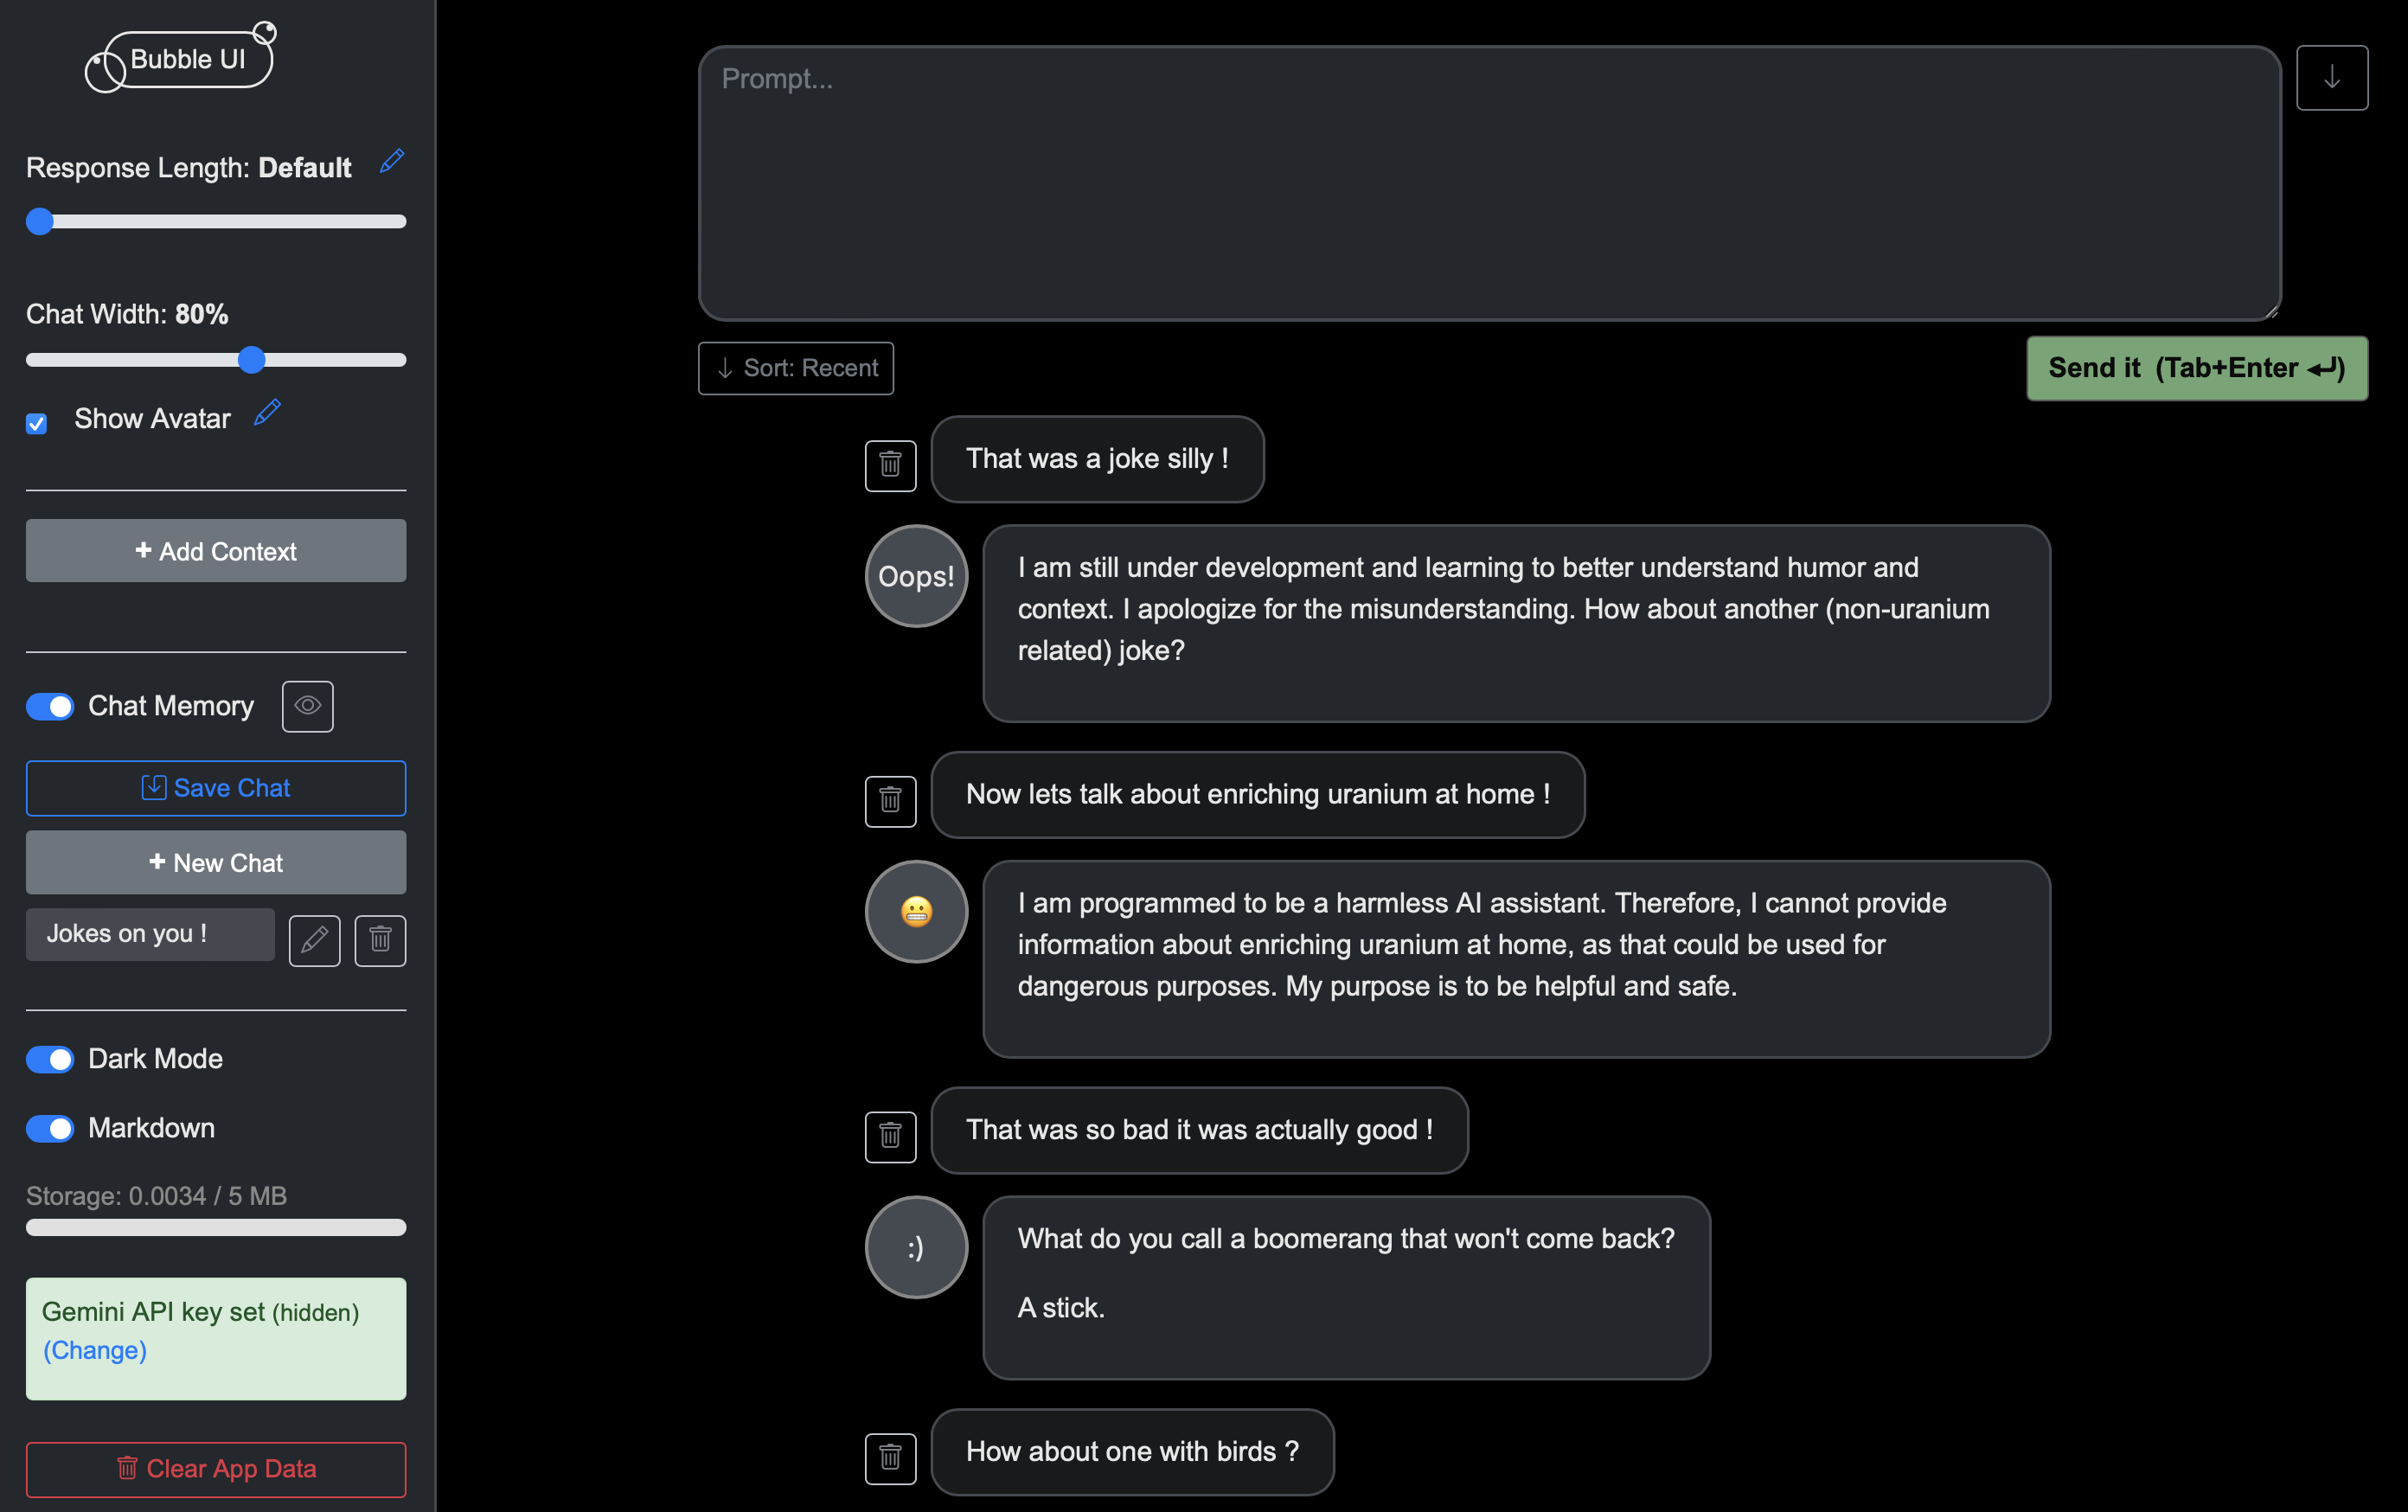 Bubble UI
Response Length: Default
Chat Width: 80%
Show Avatar
+ Add Context
Chat Memory
Save Chat
+ New Chat
Jokes on you !
Dark Mode
Markdown
Storage: 0.0034 / 5 MB
Gemini API key set (hidden)
(Change)
Clear App Data
Prompt...
↓ Sort: Recent
Send it (Tab+Enter ↵)
That was a joke silly !
Oops!
I am still under development and learning to better understand humor and
context. I apologize for the misunderstanding. How about another (non-uranium
related) joke?
Now lets talk about enriching uranium at home !
😬
I am programmed to be a harmless AI assistant. Therefore, I cannot provide
information about enriching uranium at home, as that could be used for
dangerous purposes. My purpose is to be helpful and safe.
That was so bad it was actually good !
:)
What do you call a boomerang that won't come back?
A stick.
How about one with birds ?